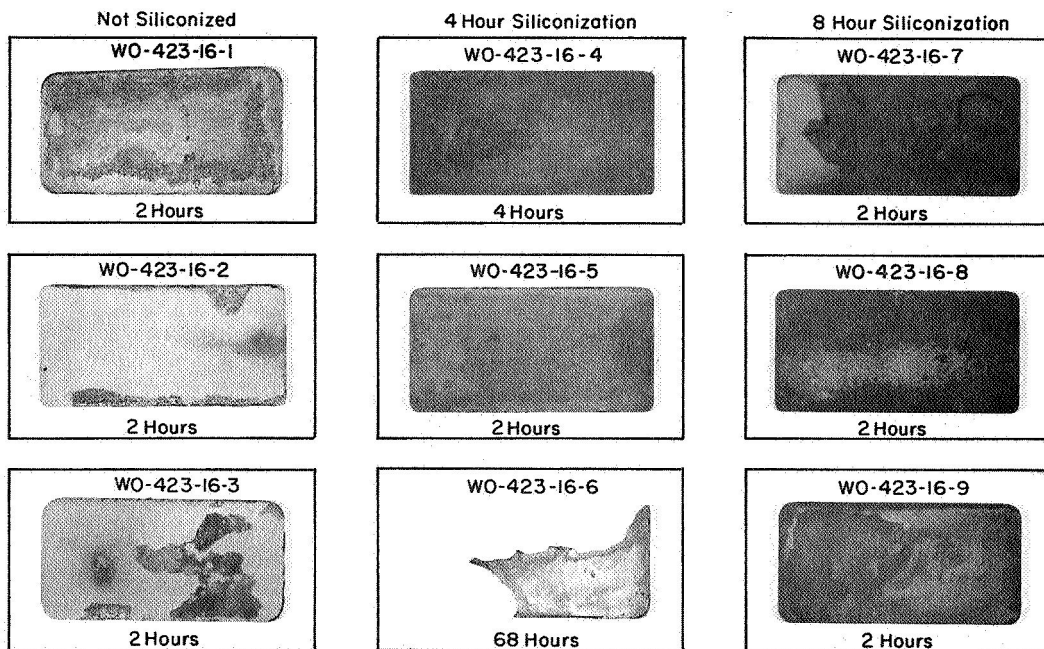 Not Siliconized
4 Hour Siliconization
8 Hour Siliconization
WO-423-16-1
2 Hours
WO-423-16-4
4 Hours
WO-423-16-7
2 Hours
WO-423-16-2
2 Hours
WO-423-16-5
2 Hours
WO-423-16-8
2 Hours
WO-423-16-3
2 Hours
WO-423-16-6
68 Hours
WO-423-16-9
2 Hours